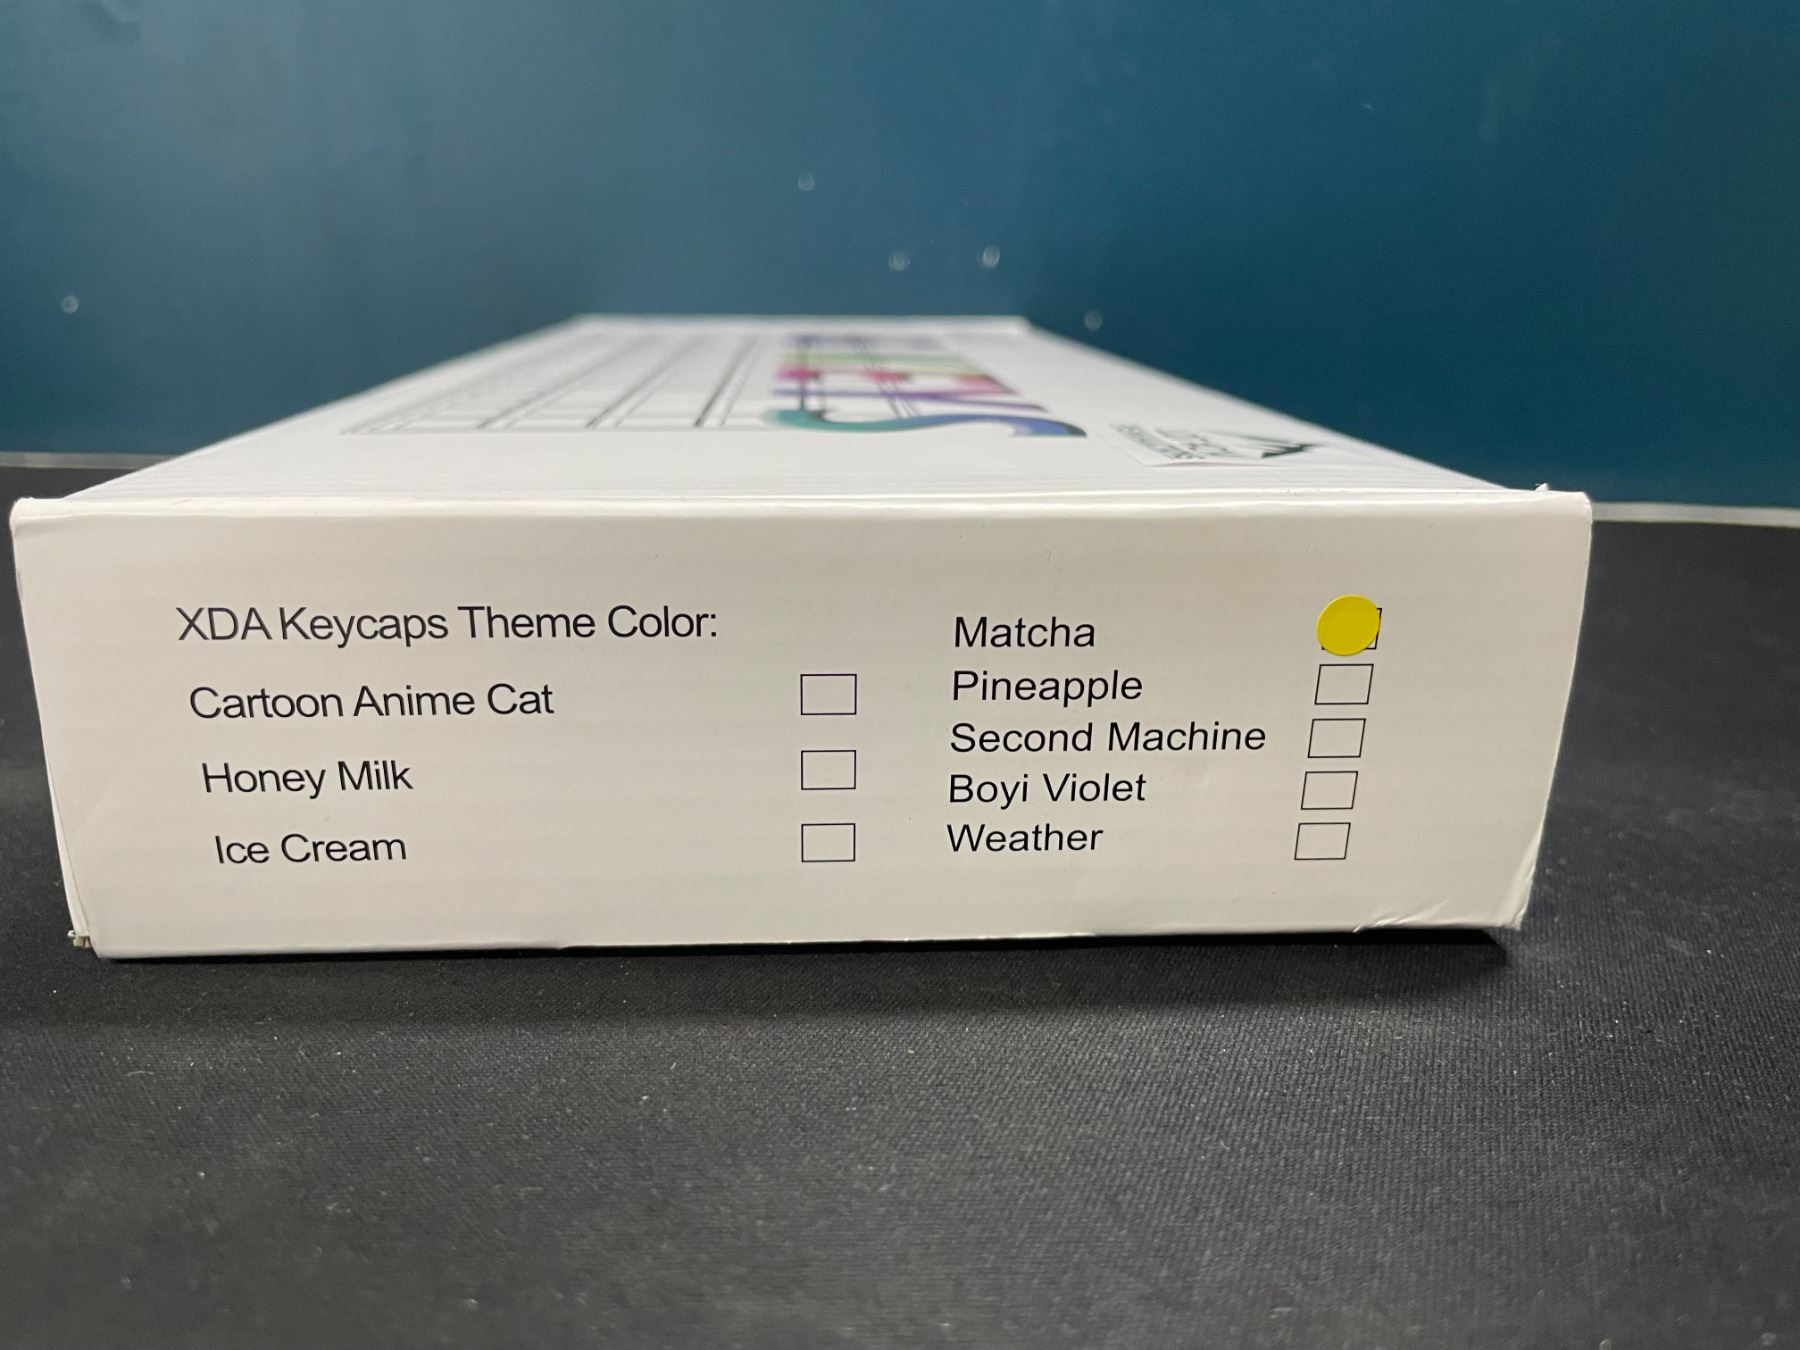 XDA Keycaps Theme Color:
Cartoon Anime Cat
Honey Milk
Ice Cream
Matcha
Pineapple
Second Machine
Boyi Violet
Weather